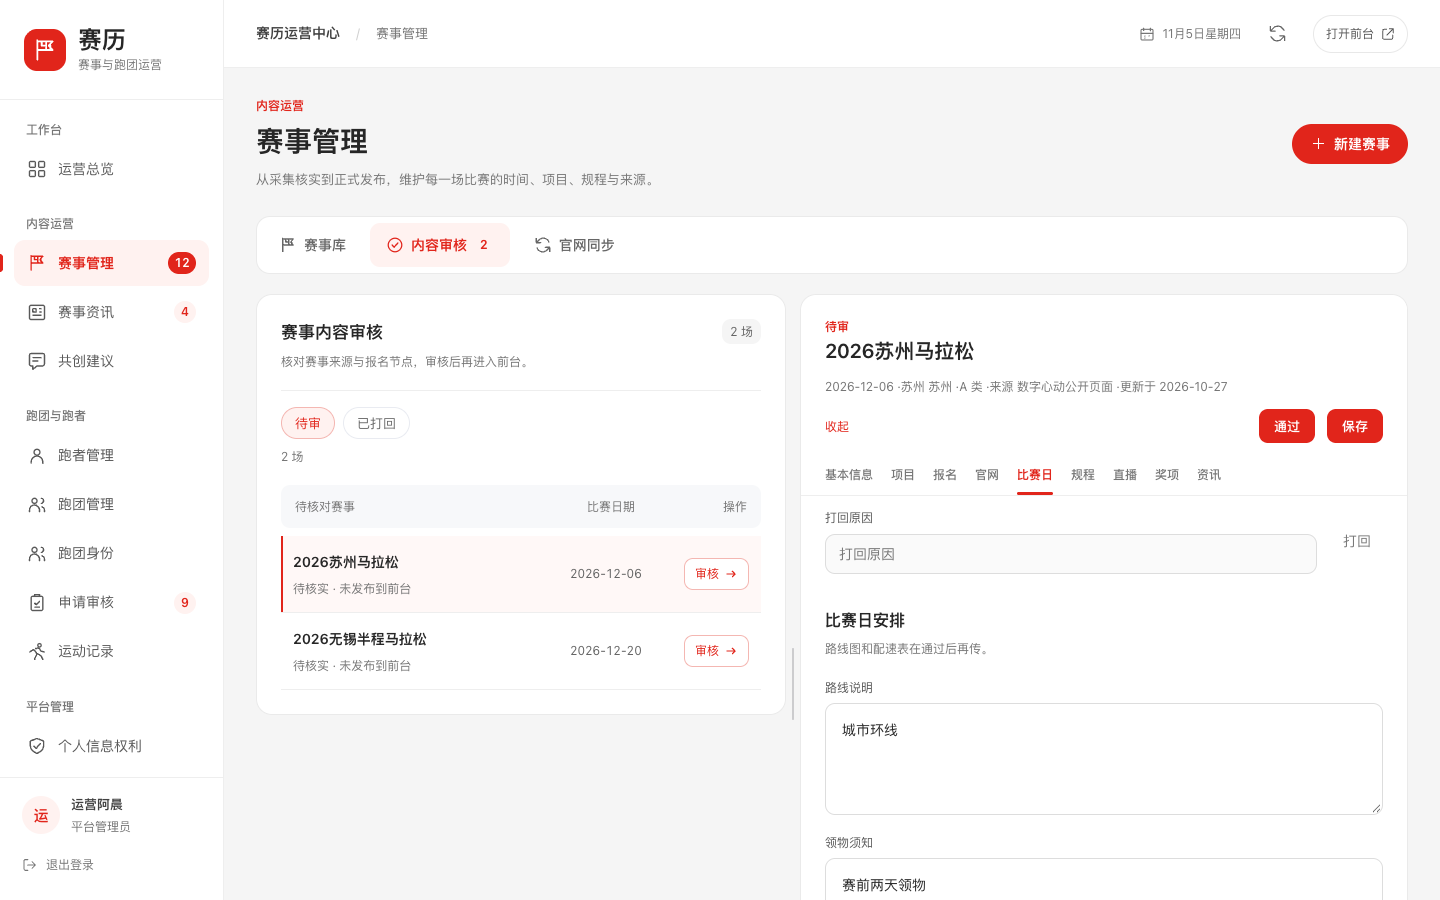 赛历
赛事与跑团运营
工作台
运营总览
内容运营
赛事管理 12
赛事资讯 4
共创建议
跑团与跑者
跑者管理
跑团管理
跑团身份
申请审核 9
运动记录
平台管理
个人信息权利
运 运营阿晨
平台管理员
退出登录
赛历运营中心 / 赛事管理
11月5日星期四
打开前台
内容运营
赛事管理
从采集核实到正式发布，维护每一场比赛的时间、项目、规程与来源。
新建赛事
赛事库 内容审核 2 官网同步
赛事内容审核 2 场
核对赛事来源与报名节点，审核后再进入前台。
待审 已打回
2 场
待核对赛事 比赛日期 操作
2026苏州马拉松
待核实 · 未发布到前台
2026-12-06 审核
2026无锡半程马拉松
待核实 · 未发布到前台
2026-12-20 审核
待审
2026苏州马拉松
2026-12-06 ·苏州 苏州 ·A 类 ·来源 数字心动公开页面 ·更新于 2026-10-27
收起 通过 保存
基本信息 项目 报名 官网 比赛日 规程 直播 奖项 资讯
打回原因
打回原因 打回
比赛日安排
路线图和配速表在通过后再传。
路线说明
城市环线
领物须知
赛前两天领物